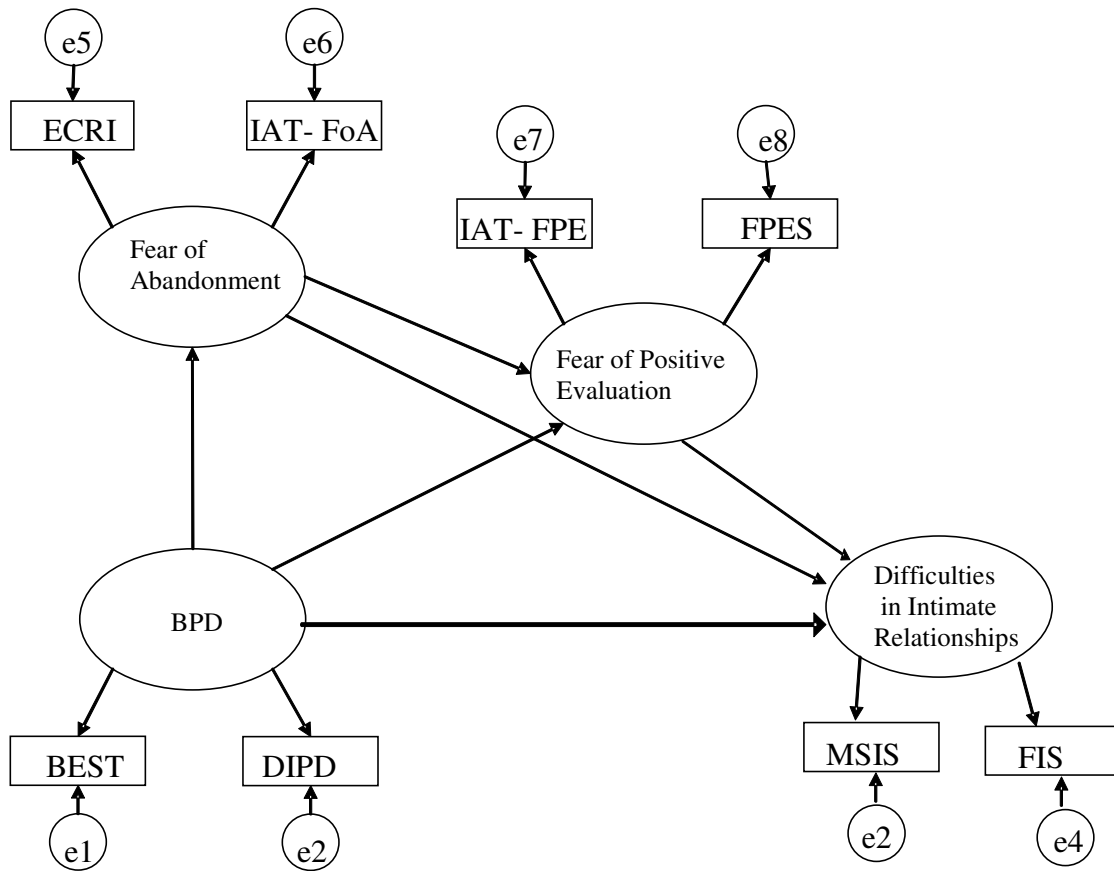 e5
e6
ECRI
IAT- FoA
e7
e8
IAT- FPE
FPES
Fear of
Abandonment
Fear of Positive
Evaluation
BPD
Difficulties
in Intimate
Relationships
BEST
DIPD
MSIS
FIS
e1
e2
e2
e4